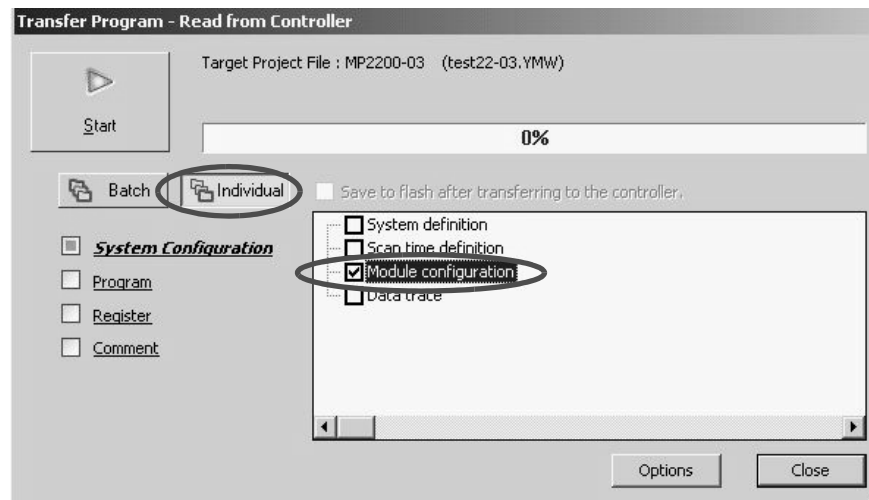 Transfer Program - Read from Controller
Target Project File : MP2200-03 (test22-03.YMW)
Start
0%
Batch
Individual
Save to flash after transferring to the controller.
System Configuration
Program
Register
Comment
System definition
Scan time definition
Module configuration
Data trace
Options
Close